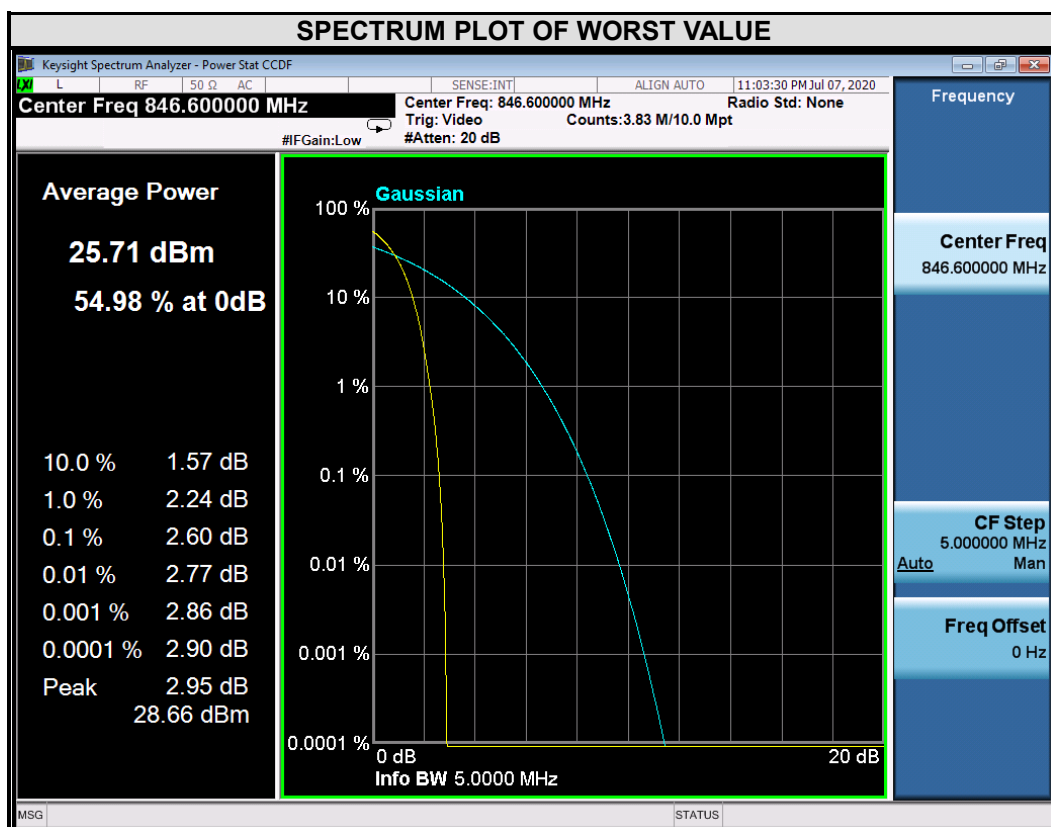 SPECTRUM PLOT OF WORST VALUE
Keysight Spectrum Analyzer - Power Stat CCDF
LXI L RF 50 Ω AC SENSE:INT ALIGN AUTO 11:03:30 PM Jul 07, 2020
Center Freq 846.600000 MHz
Center Freq: 846.600000 MHz Radio Std: None
Trig: Video Counts:3.83 M/10.0 Mpt
#IFGain:Low #Atten: 20 dB
Frequency
Average Power
25.71 dBm
54.98 % at 0dB
10.0 % 1.57 dB
1.0 % 2.24 dB
0.1 % 2.60 dB
0.01 % 2.77 dB
0.001 % 2.86 dB
0.0001 % 2.90 dB
Peak 2.95 dB
28.66 dBm
Gaussian
100 %
10 %
1 %
0.1 %
0.01 %
0.001 %
0.0001 %
0 dB 20 dB
Info BW 5.0000 MHz
Center Freq
846.600000 MHz
CF Step
5.000000 MHz
Auto Man
Freq Offset
0 Hz
MSG STATUS